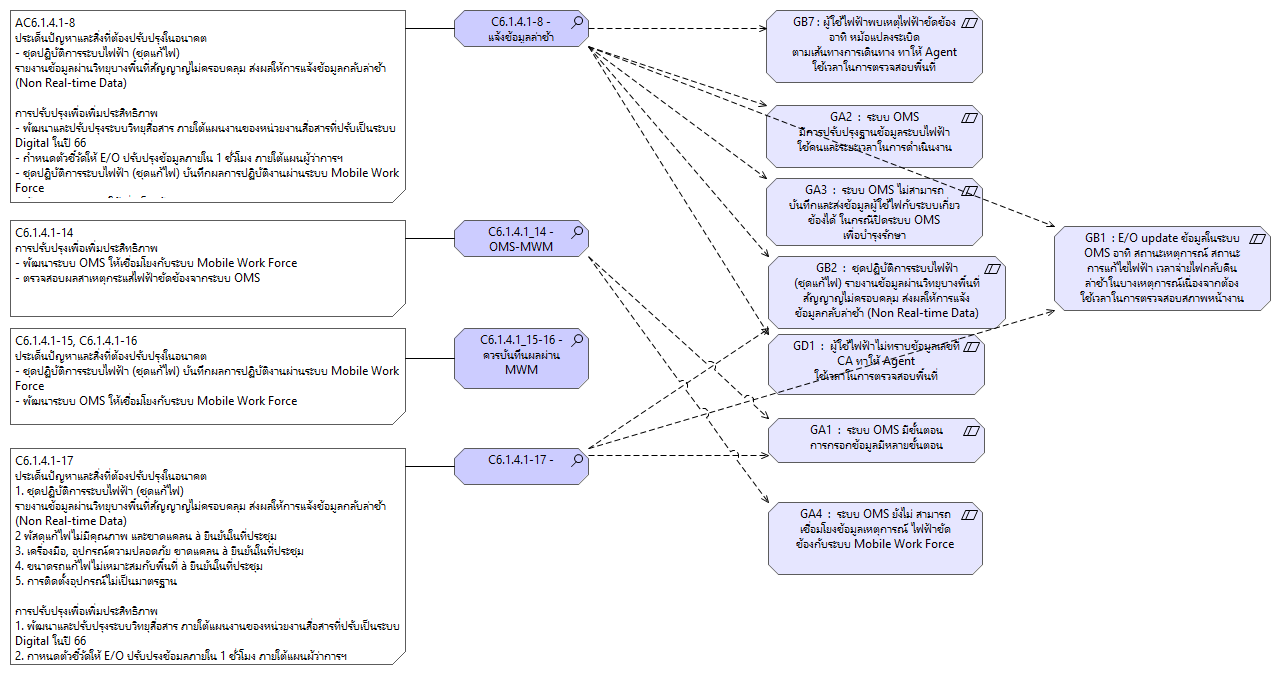 AC6.1.4.1-8
ประเด็นปัญหาและสิ่งที่ต้องปรับปรุงในอนาคต
- ชุดปฏิบัติการระบบไฟฟ้า (ชุดแก้ไฟ)
รายงานข้อมูลผ่านวิทยุบางพื้นที่สัญญาญไม่ครอบคลุม ส่งผลให้การแจ้งข้อมูลกลับล่าช้า
(Non Real-time Data)
การปรับปรุงเพื่อเพิ่มประสิทธิภาพ
- พัฒนาและปรับปรุงระบบวิทยุสื่อสาร ภายใต้แผนงานของหน่วยงานสื่อสารที่ปรับเป็นระบบ
Digital ในปี 66
- กำหนดตัวชี้วัดให้ E/O ปรับปรุงข้อมูลภายใน 1 ชั่วโมง ภายใต้แผนผู้ว่าการฯ
- ชุดปฏิบัติการระบบไฟฟ้า (ชุดแก้ไฟ) บันทึกผลการปฏิบัติงานผ่านระบบ Mobile Work
Force
C6.1.4.1-14
การปรับปรุงเพื่อเพิ่มประสิทธิภาพ
- พัฒนาระบบ OMS ให้เชื่อมโยงกับระบบ Mobile Work Force
- ตรวจสอบผลสาเหตุกระแสไฟฟ้าขัดข้องจากระบบ OMS
C6.1.4.1-15, C6.1.4.1-16
ประเด็นปัญหาและสิ่งที่ต้องปรับปรุงในอนาคต
- ชุดปฏิบัติการระบบไฟฟ้า (ชุดแก้ไฟ) บันทึกผลการปฏิบัติงานผ่านระบบ Mobile Work
Force
- พัฒนาระบบ OMS ให้เชื่อมโยงกับระบบ Mobile Work Force
C6.1.4.1-17
ประเด็นปัญหาและสิ่งที่ต้องปรับปรุงในอนาคต
1. ชุดปฏิบัติการระบบไฟฟ้า (ชุดแก้ไฟ)
รายงานข้อมูลผ่านวิทยุบางพื้นที่สัญญาญไม่ครอบคลุม ส่งผลให้การแจ้งข้อมูลกลับล่าช้า
(Non Real-time Data)
2 พัสดุแก้ไฟไม่มีคุณภาพ และขาดแคลน à ยืนยันในที่ประชุม
3. เครื่องมือ, อุปกรณ์ความปลอดภัย ขาดแคลน à ยืนยันในที่ประชุม
4. ขนาดรถแก้ไฟไม่เหมาะสมกับพื้นที่ à ยืนยันในที่ประชุม
5. การติดตั้งอุปกรณ์ไม่เป็นมาตรฐาน
การปรับปรุงเพื่อเพิ่มประสิทธิภาพ
1. พัฒนาและปรับปรุงระบบวิทยุสื่อสาร ภายใต้แผนงานของหน่วยงานสื่อสารที่ปรับเป็นระบบ
Digital ในปี 66
2. กำหนดตัวชี้วัดให้ E/O ปรับปรุงข้อมูลภายใน 1 ชั่วโมง ภายใต้แผนผู้ว่าการฯ
C6.1.4.1-8 -
แจ้งข้อมูลล่าช้า
C6.1.4.1_14 -
OMS-MWM
C6.1.4.1_15-16 -
ควรบันทึนผลผ่าน
MWM
C6.1.4.1-17 -
GB7 : ผู้ใช้ไฟฟ้าพบเหตุไฟฟ้าขัดข้อง
อาทิ หม้อแปลงระเบิด
ตามเส้นทางการเดินทาง ทาให้ Agent
ใช้เวลาในการตรวจสอบพื้นที่
GA2 : ระบบ OMS
มีการปรับปรุงฐานข้อมูลระบบไฟฟ้า
ใช้คนและระยะเวลาในการดำเนินงาน
GA3 : ระบบ OMS ไม่สามารถ
บันทึกและส่งข้อมูลผู้ใช้ไฟกับระบบเกี่ยว
ข้องได้ ในกรณีปิดระบบ OMS
เพื่อบำรุงรักษา
GB2 : ชุดปฏิบัติการระบบไฟฟ้า
(ชุดแก้ไฟ) รายงานข้อมูลผ่านวิทยุบางพื้นที่
สัญญาญไม่ครอบคลุม ส่งผลให้การแจ้ง
ข้อมูลกลับล่าช้า (Non Real-time Data)
GD1 : ผู้ใช้ไฟฟ้าไม่ทราบข้อมูลเลขที่
CA ทาให้ Agent
ใช้เวลาในการตรวจสอบพื้นที่
GA1 : ระบบ OMS มีขั้นตอน
การกรอกข้อมูลมีหลายขั้นตอน
GA4 : ระบบ OMS ยังไม่ สามารถ
เชื่อมโยงข้อมูลเหตุการณ์ ไฟฟ้าขัด
ข้องกับระบบ Mobile Work Force
GB1 : E/O update ข้อมูลในระบบ
OMS อาทิ สถานะเหตุการณ์ สถานะ
การแก้ไขไฟฟ้า เวลาจ่ายไฟกลับคืน
ล่าช้าในบางเหตุการณ์เนื่องจากต้อง
ใช้เวลาในการตรวจสอบสภาพหน้างาน